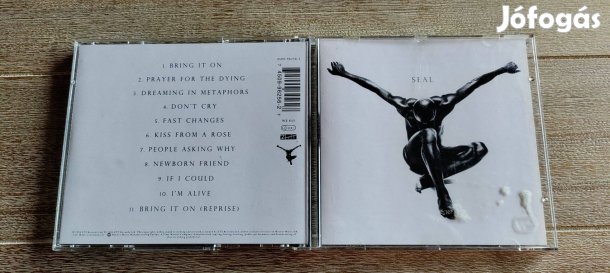 Jófogás
1. BRING IT ON
2. PRAYER FOR THE DYING
3. DREAMING IN METAPHORS
4. DON'T CRY
5. FAST CHANGES
6. KISS FROM A ROSE
7. PEOPLE ASKING WHY
8. NEWBORN FRIEND
9. IF I COULD
10. I'M ALIVE
11. BRING IT ON (REPRISE)
SEAL